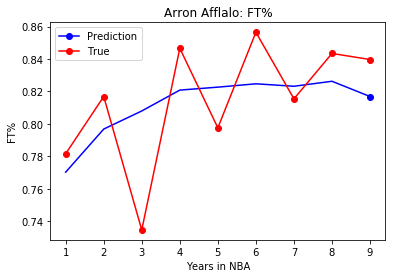 Arron Afflalo: FT%
Prediction
True
0.86
0.84
0.82
0.80
0.78
0.76
0.74
FT%
1 2 3 4 5 6 7 8 9
Years in NBA